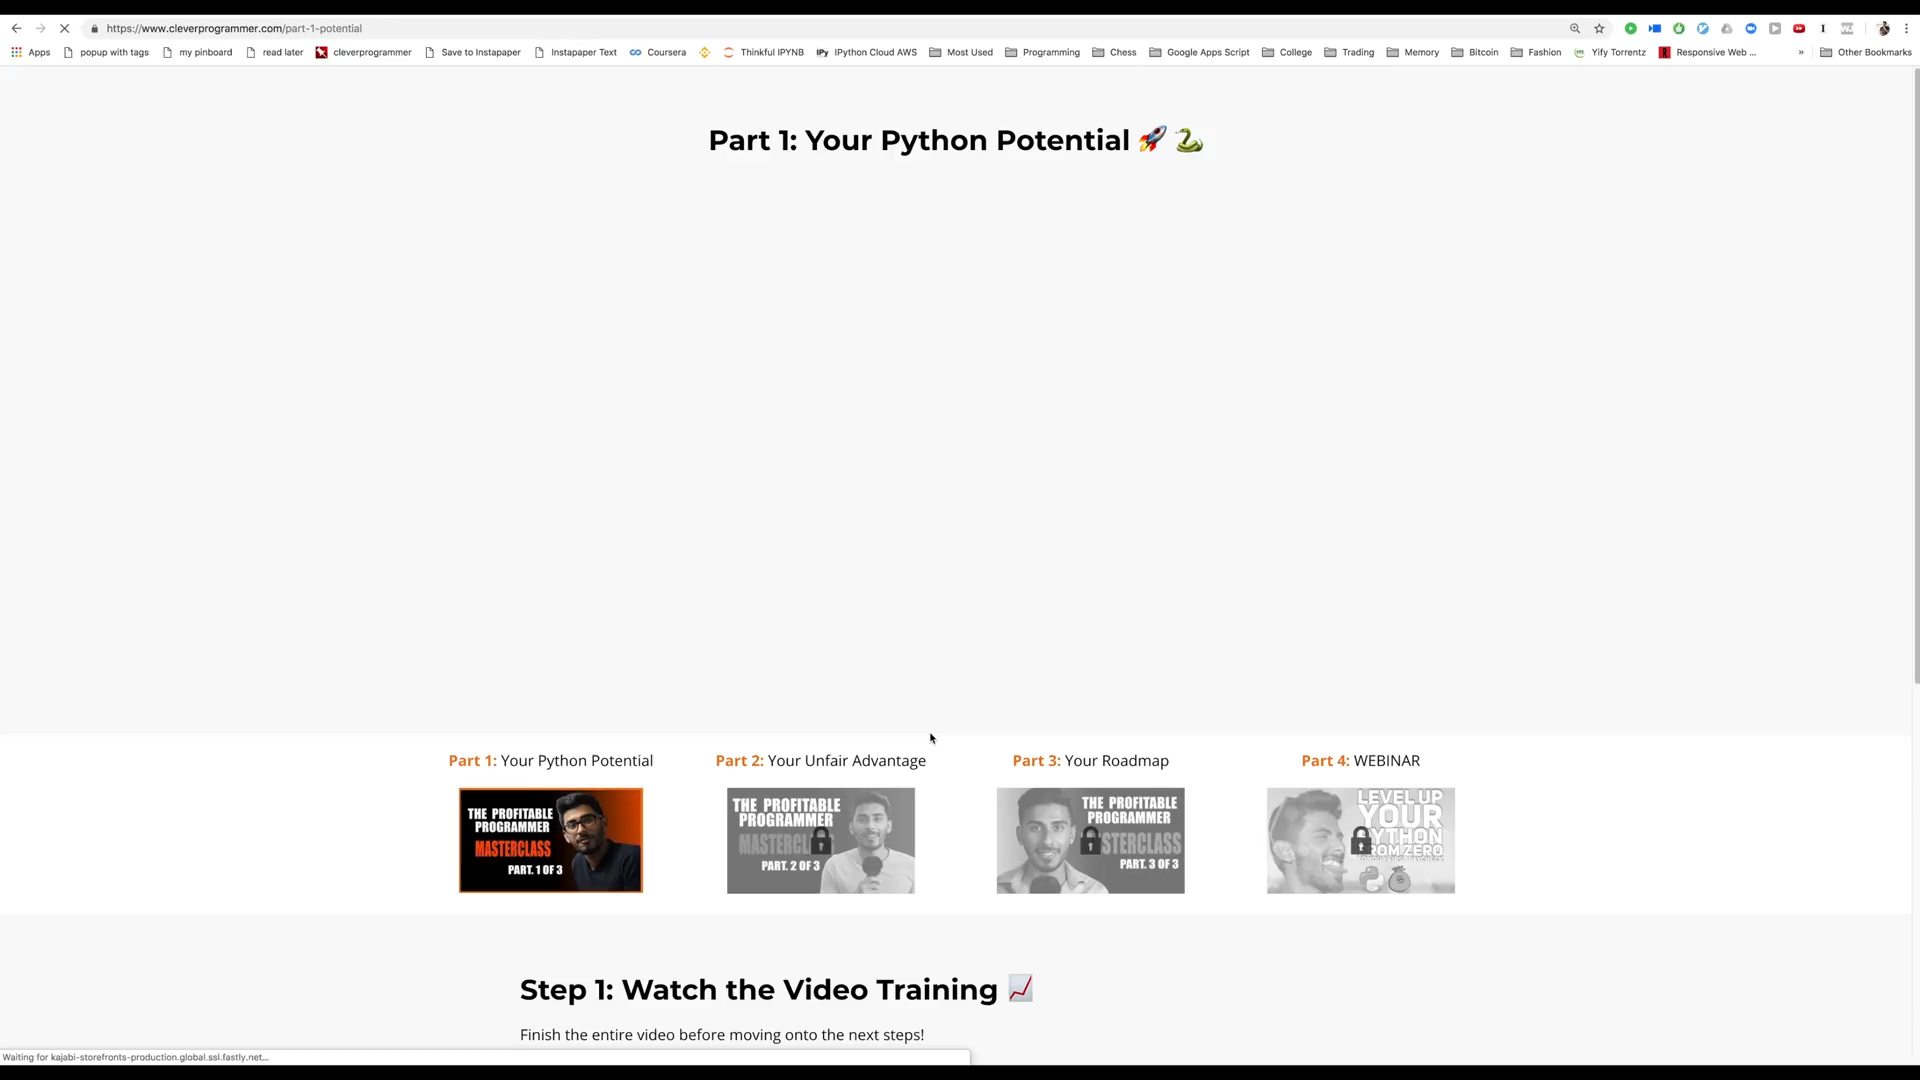 https://www.cleverprogrammer.com/part-1-potential
Apps popup with tags my pinboard read later cleverprogrammer Save to Instapaper Instapaper Text Coursera Thinkful IPYNB IPy IPython Cloud AWS Most Used Programming Chess Google Apps Script College Trading Memory Bitcoin Fashion Yify Torrentz Responsive Web ... » Other Bookmarks
Part 1: Your Python Potential 🚀 🐍
Part 1: Your Python Potential
Part 2: Your Unfair Advantage
Part 3: Your Roadmap
Part 4: WEBINAR
THE PROFITABLE
PROGRAMMER
MASTERCLASS
PART. 1 OF 3
THE PROFITABLE
PROGRAMMER
PART. 2 OF 3
THE PROFITABLE
PROGRAMMER
PART. 3 OF 3
LEVEL UP
YOUR
Step 1: Watch the Video Training 📈
Finish the entire video before moving onto the next steps!
Waiting for kajabi-storefronts-production.global.ssl.fastly.net...